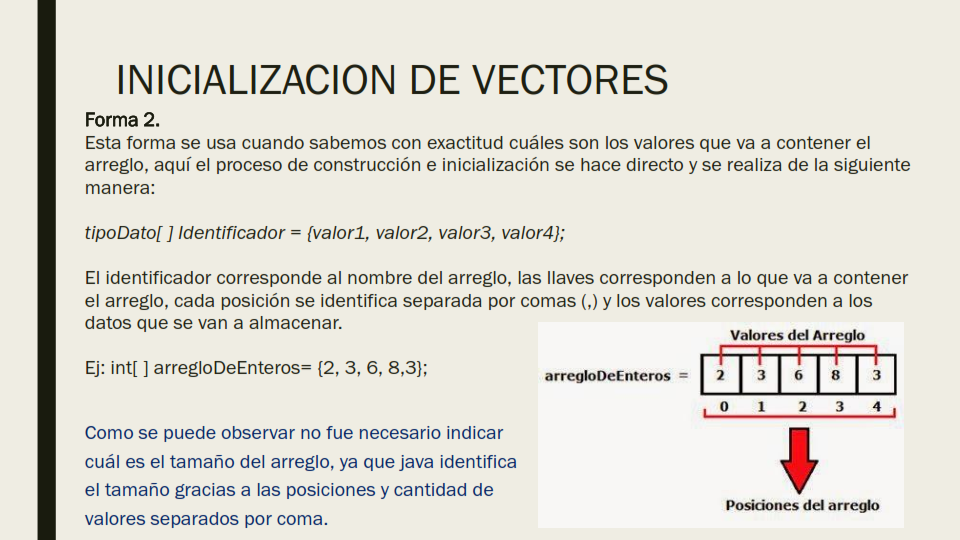 INICIALIZACION DE VECTORES
Forma 2.
Esta forma se usa cuando sabemos con exactitud cuáles son los valores que va a contener el
arreglo, aquí el proceso de construcción e inicialización se hace directo y se realiza de la siguiente
manera:
tipoDato[ ] Identificador = {valor1, valor2, valor3, valor4};
El identificador corresponde al nombre del arreglo, las llaves corresponden a lo que va a contener
el arreglo, cada posición se identifica separada por comas (,) y los valores corresponden a los
datos que se van a almacenar.
Ej: int[ ] arregloDeEnteros= {2, 3, 6, 8,3};
Como se puede observar no fue necesario indicar
cuál es el tamaño del arreglo, ya que java identifica
el tamaño gracias a las posiciones y cantidad de
valores separados por coma.
Valores del Arreglo
arregloDeEnteros = 2 3 6 8 3
0 1 2 3 4
Posiciones del arreglo